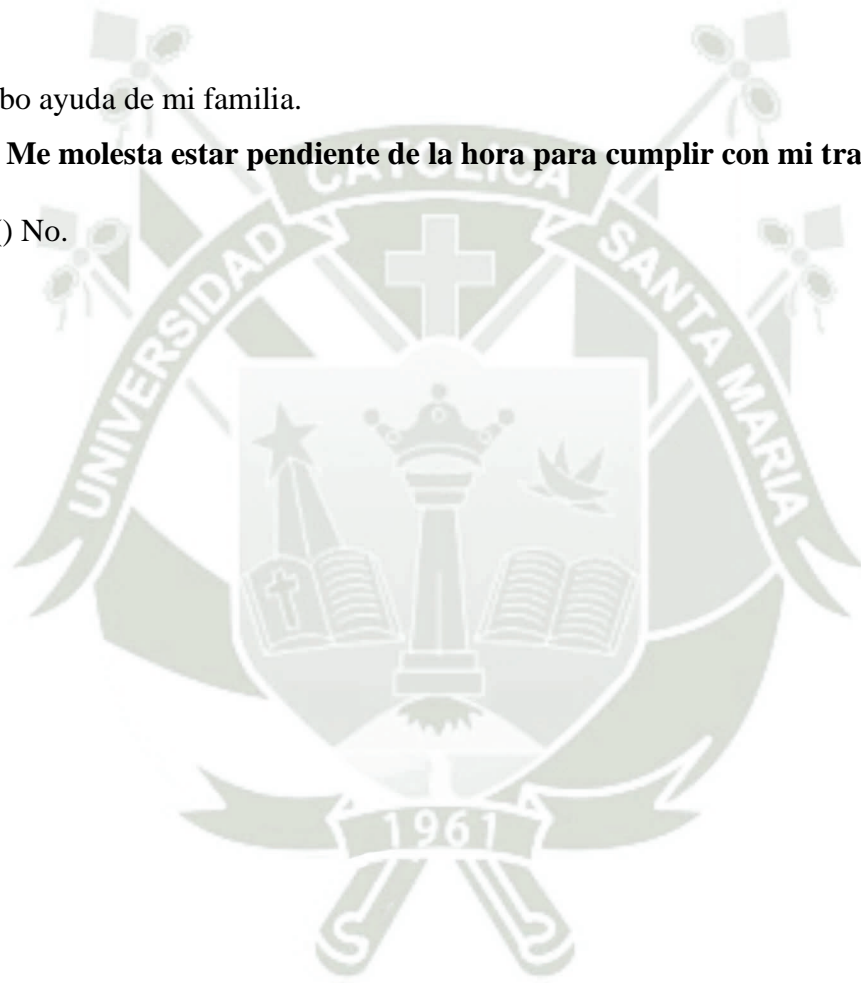 bo ayuda de mi familia.
Me molesta estar pendiente de la hora para cumplir con mi tra
() No.
UNIVERSIDAD CATOLICA SANTA MARIA
1961